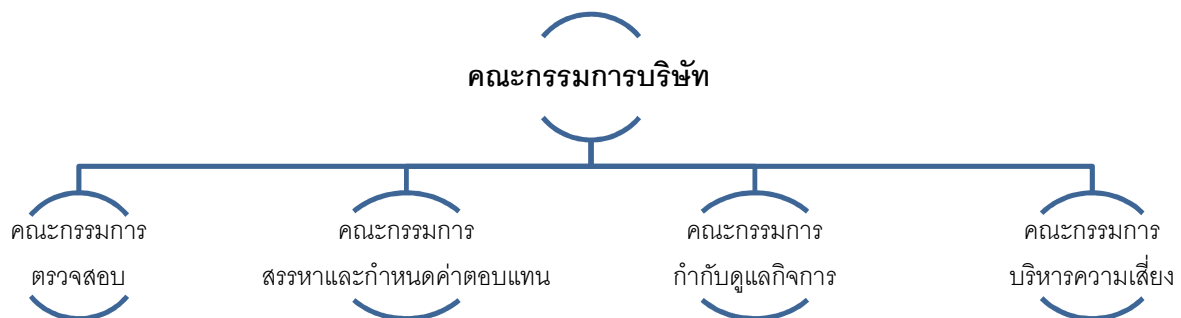 คณะกรรมการบริษัท
คณะกรรมการ
ตรวจสอบ
คณะกรรมการ
สรรหาและกำหนดค่าตอบแทน
คณะกรรมการ
กำกับดูแลกิจการ
คณะกรรมการ
บริหารความเสี่ยง